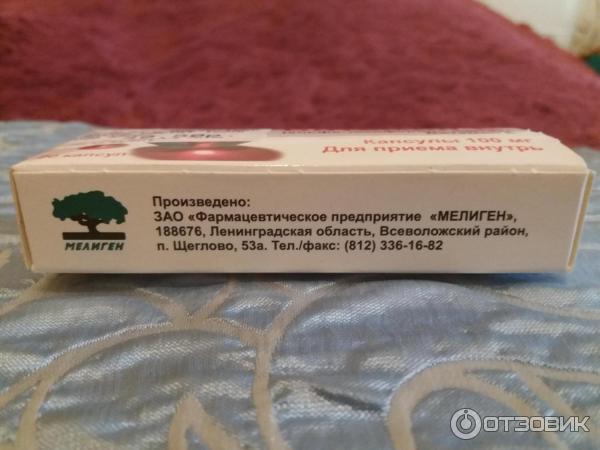 капсул
Капсулы 100 мг
Для приема внутрь
МЕЛИГЕН
Произведено:
ЗАО «Фармацевтическое предприятие «МЕЛИГЕН»,
188676, Ленинградская область, Всеволожский район,
п. Щеглово, 53а. Тел./факс: (812) 336-16-82
ОТЗОВИК